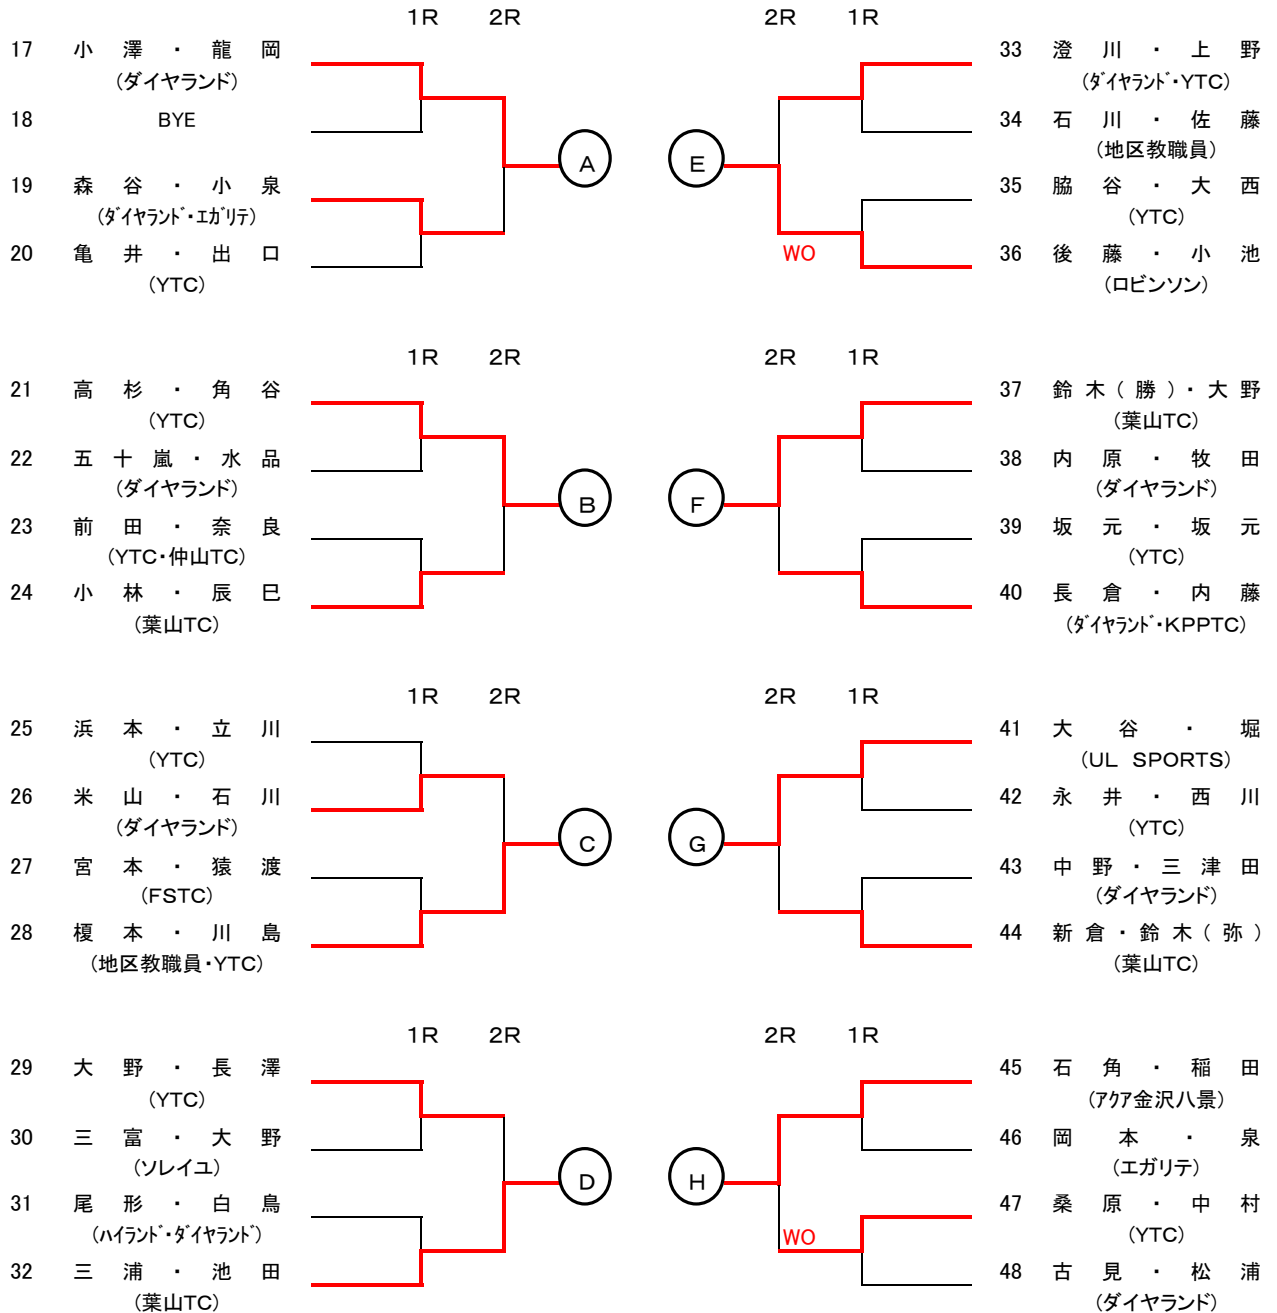 1R 2R
17 小澤・龍岡
(ダイヤランド)
18 BYE
19 森谷・小泉
(ダイヤランド・エガリテ)
20 亀井・出口
(YTC)
A
2R 1R
33 澄川・上野
(ダイヤランド・YTC)
34 石川・佐藤
(地区教職員)
35 脇谷・大西
(YTC)
36 後藤・小池
(ロビンソン)
E
WO
1R 2R
21 高杉・角谷
(YTC)
22 五十嵐・水品
(ダイヤランド)
23 前田・奈良
(YTC・仲山TC)
24 小林・辰巳
(葉山TC)
B
2R 1R
37 鈴木(勝)・大野
(葉山TC)
38 内原・牧田
(ダイヤランド)
39 坂元・坂元
(YTC)
40 長倉・内藤
(ダイヤランド・KPPTC)
F
1R 2R
25 浜本・立川
(YTC)
26 米山・石川
(ダイヤランド)
27 宮本・猿渡
(FSTC)
28 榎本・川島
(地区教職員・YTC)
C
2R 1R
41 大谷・堀
(UL SPORTS)
42 永井・西川
(YTC)
43 中野・三津田
(ダイヤランド)
44 新倉・鈴木(弥)
(葉山TC)
G
1R 2R
29 大野・長澤
(YTC)
30 三富・大野
(ソレイユ)
31 尾形・白鳥
(ハイランド・ダイヤランド)
32 三浦・池田
(葉山TC)
D
2R 1R
45 石角・稲田
(アクア金沢八景)
46 岡本・泉
(エガリテ)
47 桑原・中村
(YTC)
48 古見・松浦
(ダイヤランド)
H
WO